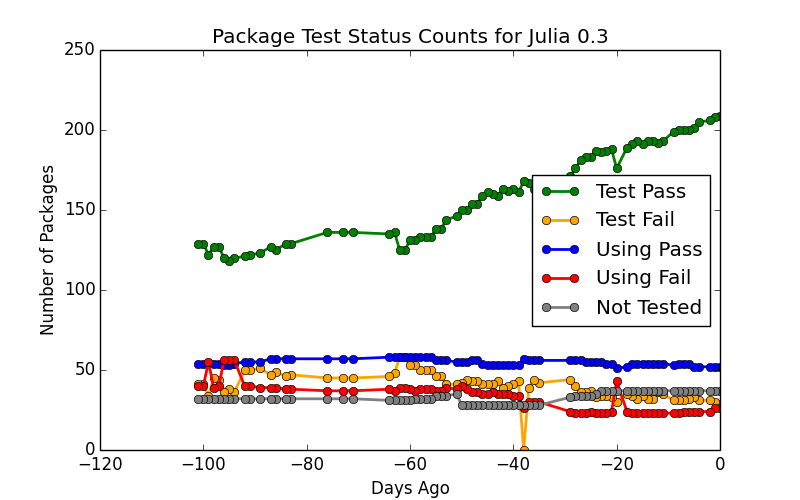 Package Test Status Counts for Julia 0.3
250
200
150
100
50
0
Number of Packages
Test Pass
Test Fail
Using Pass
Using Fail
Not Tested
−120 −100 −80 −60 −40 −20 0
Days Ago